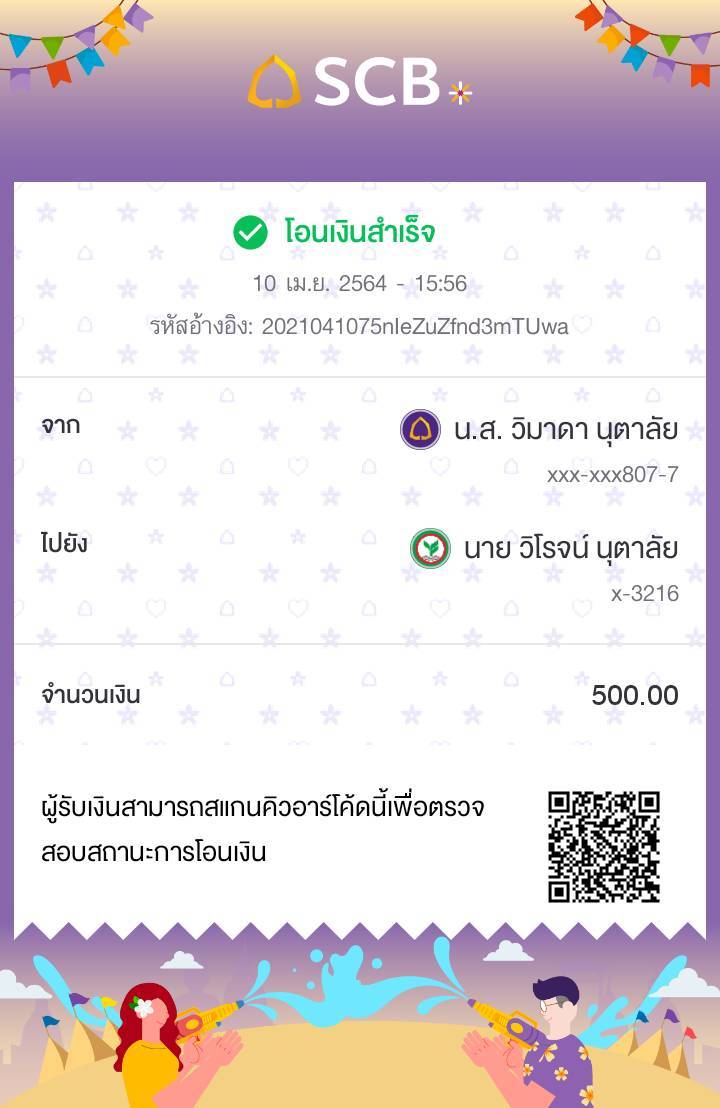 SCB
โอนเงินสำเร็จ
10 เม.ย. 2564 - 15:56
รหัสอ้างอิง: 2021041075nIeZuZfnd3mTUwa
จาก
น.ส. วิมาดา นุตาลัย
xxx-xxx807-7
ไปยัง
นาย วิโรจน์ นุตาลัย
x-3216
จำนวนเงิน
500.00
ผู้รับเงินสามารถสแกนคิวอาร์โค้ดนี้เพื่อตรวจ
สอบสถานะการโอนเงิน